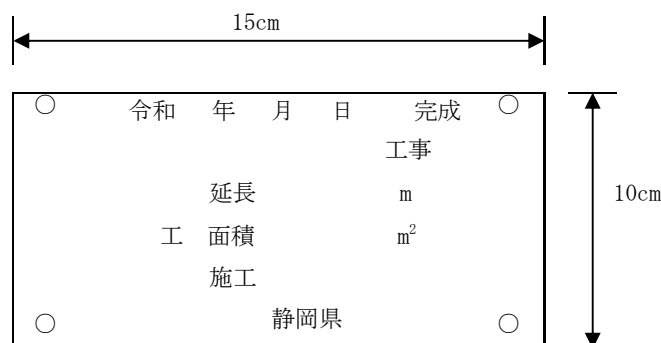 15cm
令和　年　月　日　完成
工事
延長　m
工　面積　m²
10cm
施工
静岡県